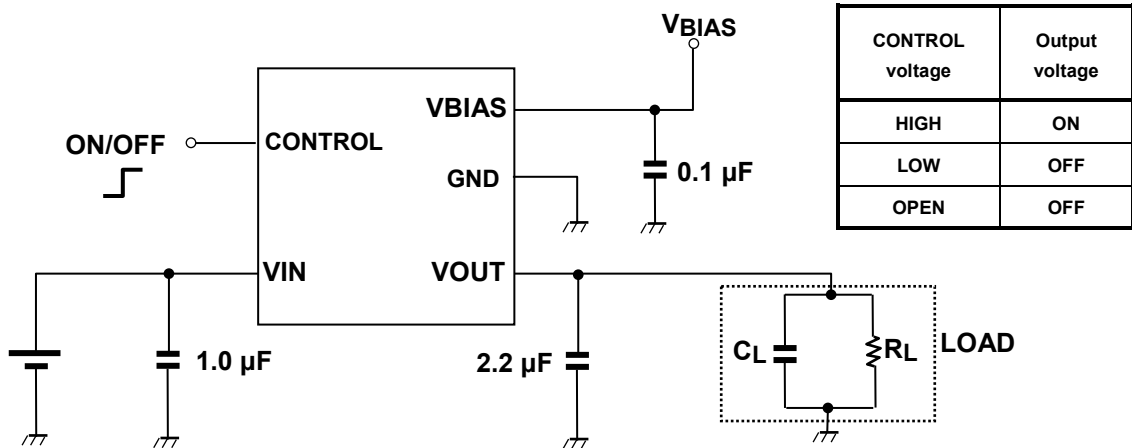 VBIAS
CONTROL voltage
Output voltage
HIGH
ON
LOW
OFF
OPEN
OFF
ON/OFF
CONTROL
VBIAS
GND
0.1 µF
VIN
VOUT
1.0 µF
2.2 µF
CL
RL
LOAD